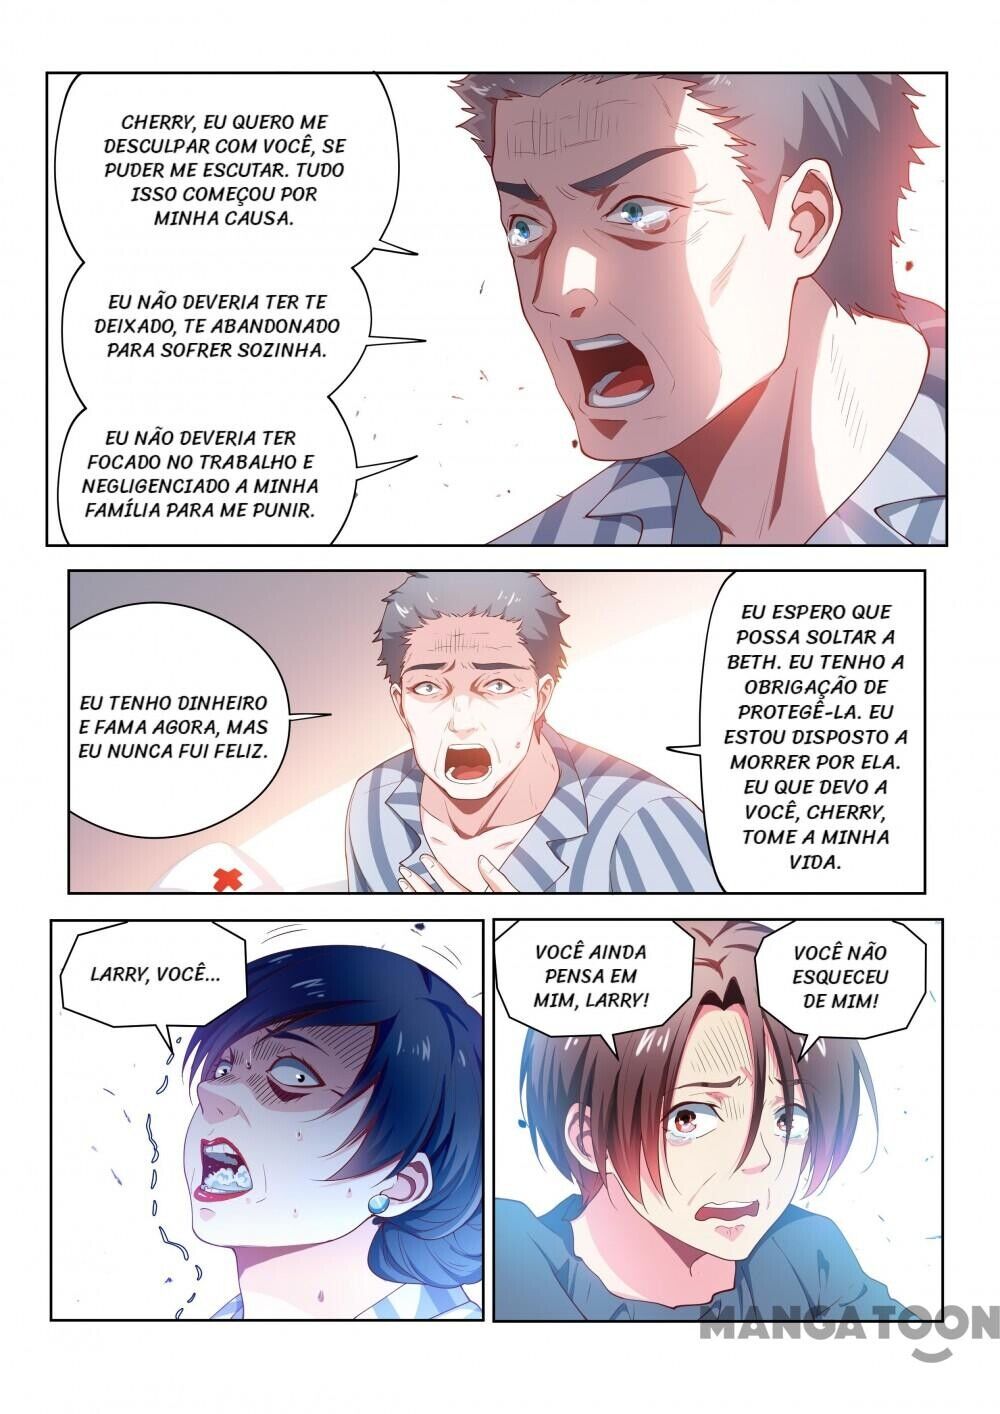 CHERRY, EU QUERO ME
DESCULPAR COM VOCÊ, SE
PUDER ME ESCUTAR. TUDO
ISSO COMEÇOU POR
MINHA CAUSA.
EU NÃO DEVERIA TER TE
DEIXADO, TE ABANDONADO
PARA SOFRER SOZINHA.
EU NÃO DEVERIA TER
FOCADO NO TRABALHO E
NEGLIGENCIADO A MINHA
FAMÍLIA PARA ME PUNIR.
EU TENHO DINHEIRO
E FAMA AGORA, MAS
EU NUNCA FUI FELIZ.
EU ESPERO QUE
POSSA SOLTAR A
BETH. EU TENHO A
OBRIGAÇÃO DE
PROTEGÊ-LA. EU
ESTOU DISPOSTO A
MORRER POR ELA.
EU QUE DEVO A
VOCÊ, CHERRY,
TOME A MINHA
VIDA.
LARRY, VOCÊ...
VOCÊ AINDA
PENSA EM
MIM, LARRY!
VOCÊ NÃO
ESQUECEU
DE MIM!
MANGATOON